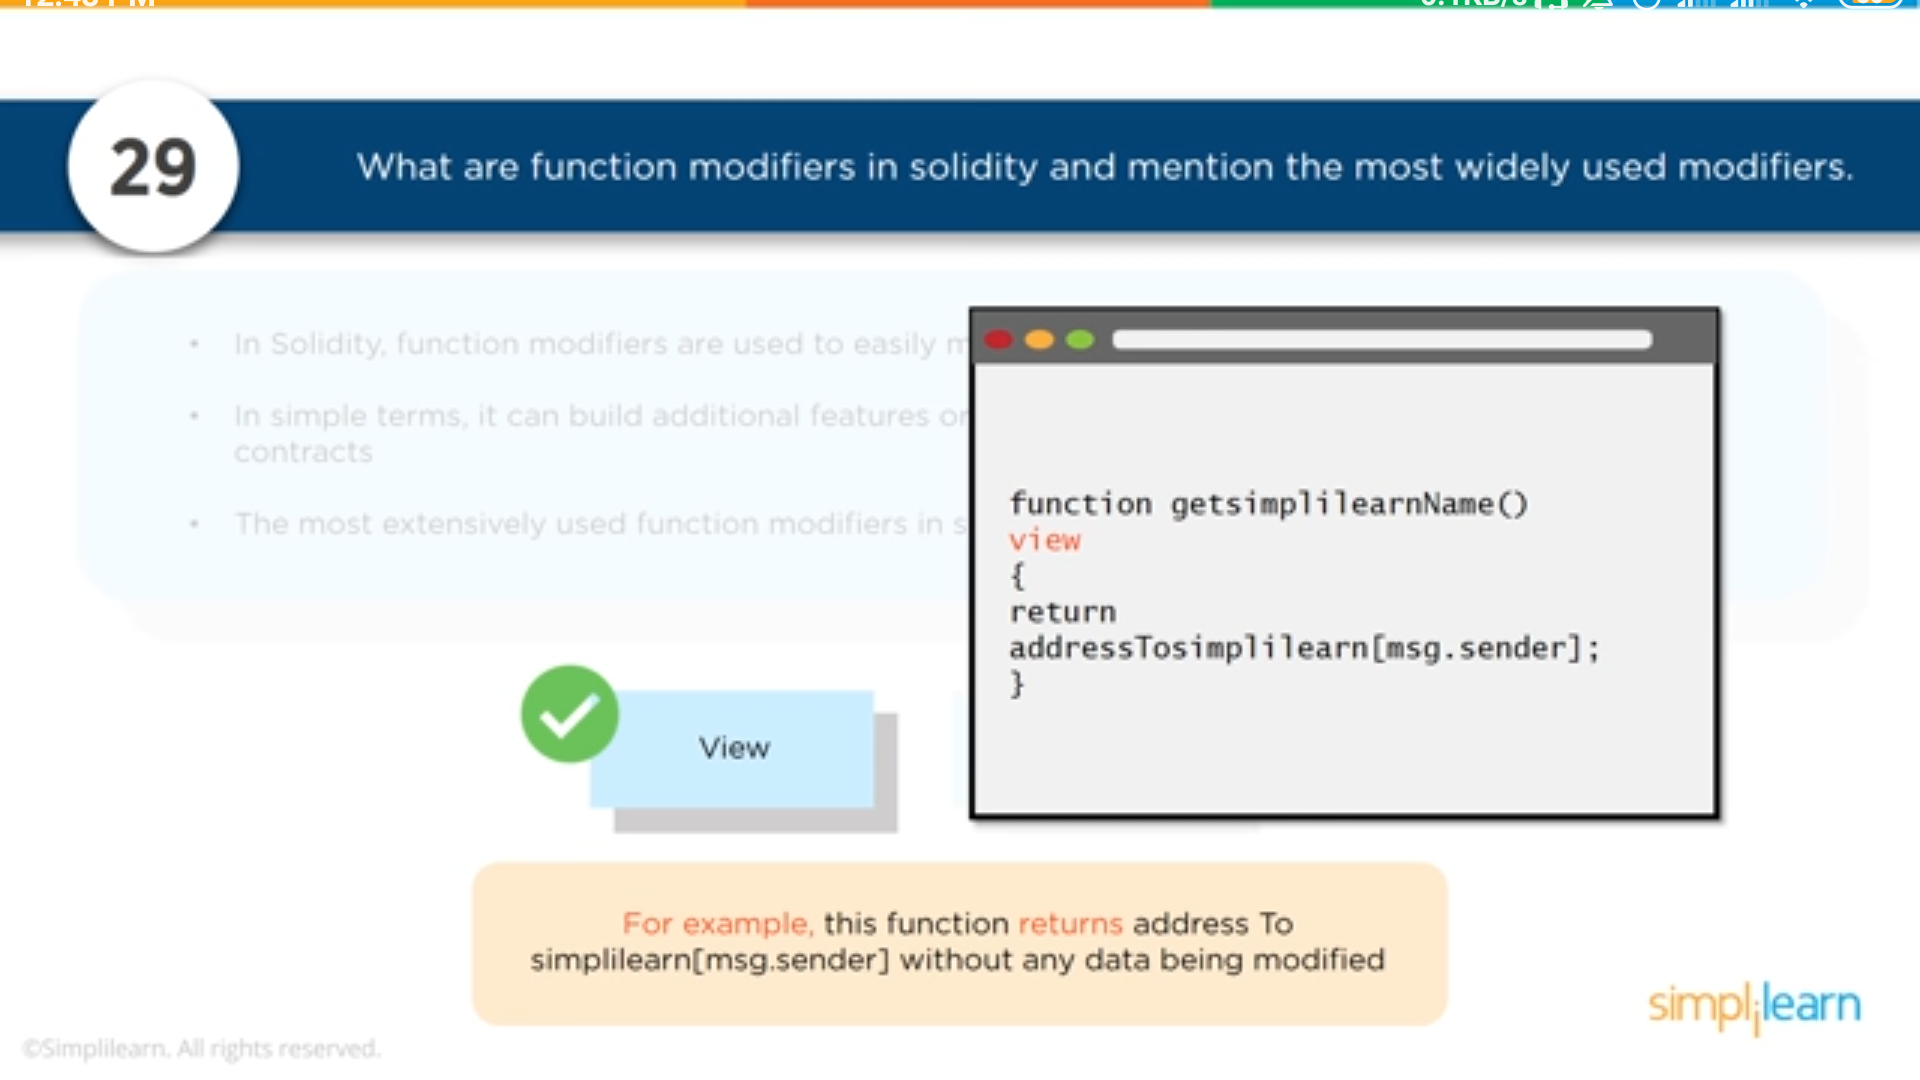 29
What are function modifiers in solidity and mention the most widely used modifiers.
• In Solidity, function modifiers are used to easily
• In simple terms, it can build additional features
contracts
• The most extensively used function modifiers in
function getsimplilearnName()
view
{
return
addressTosimplilearn[msg.sender];
}
View
For example, this function returns address To
simplilearn[msg.sender] without any data being modified
simplilearn
©Simplilearn. All rights reserved.